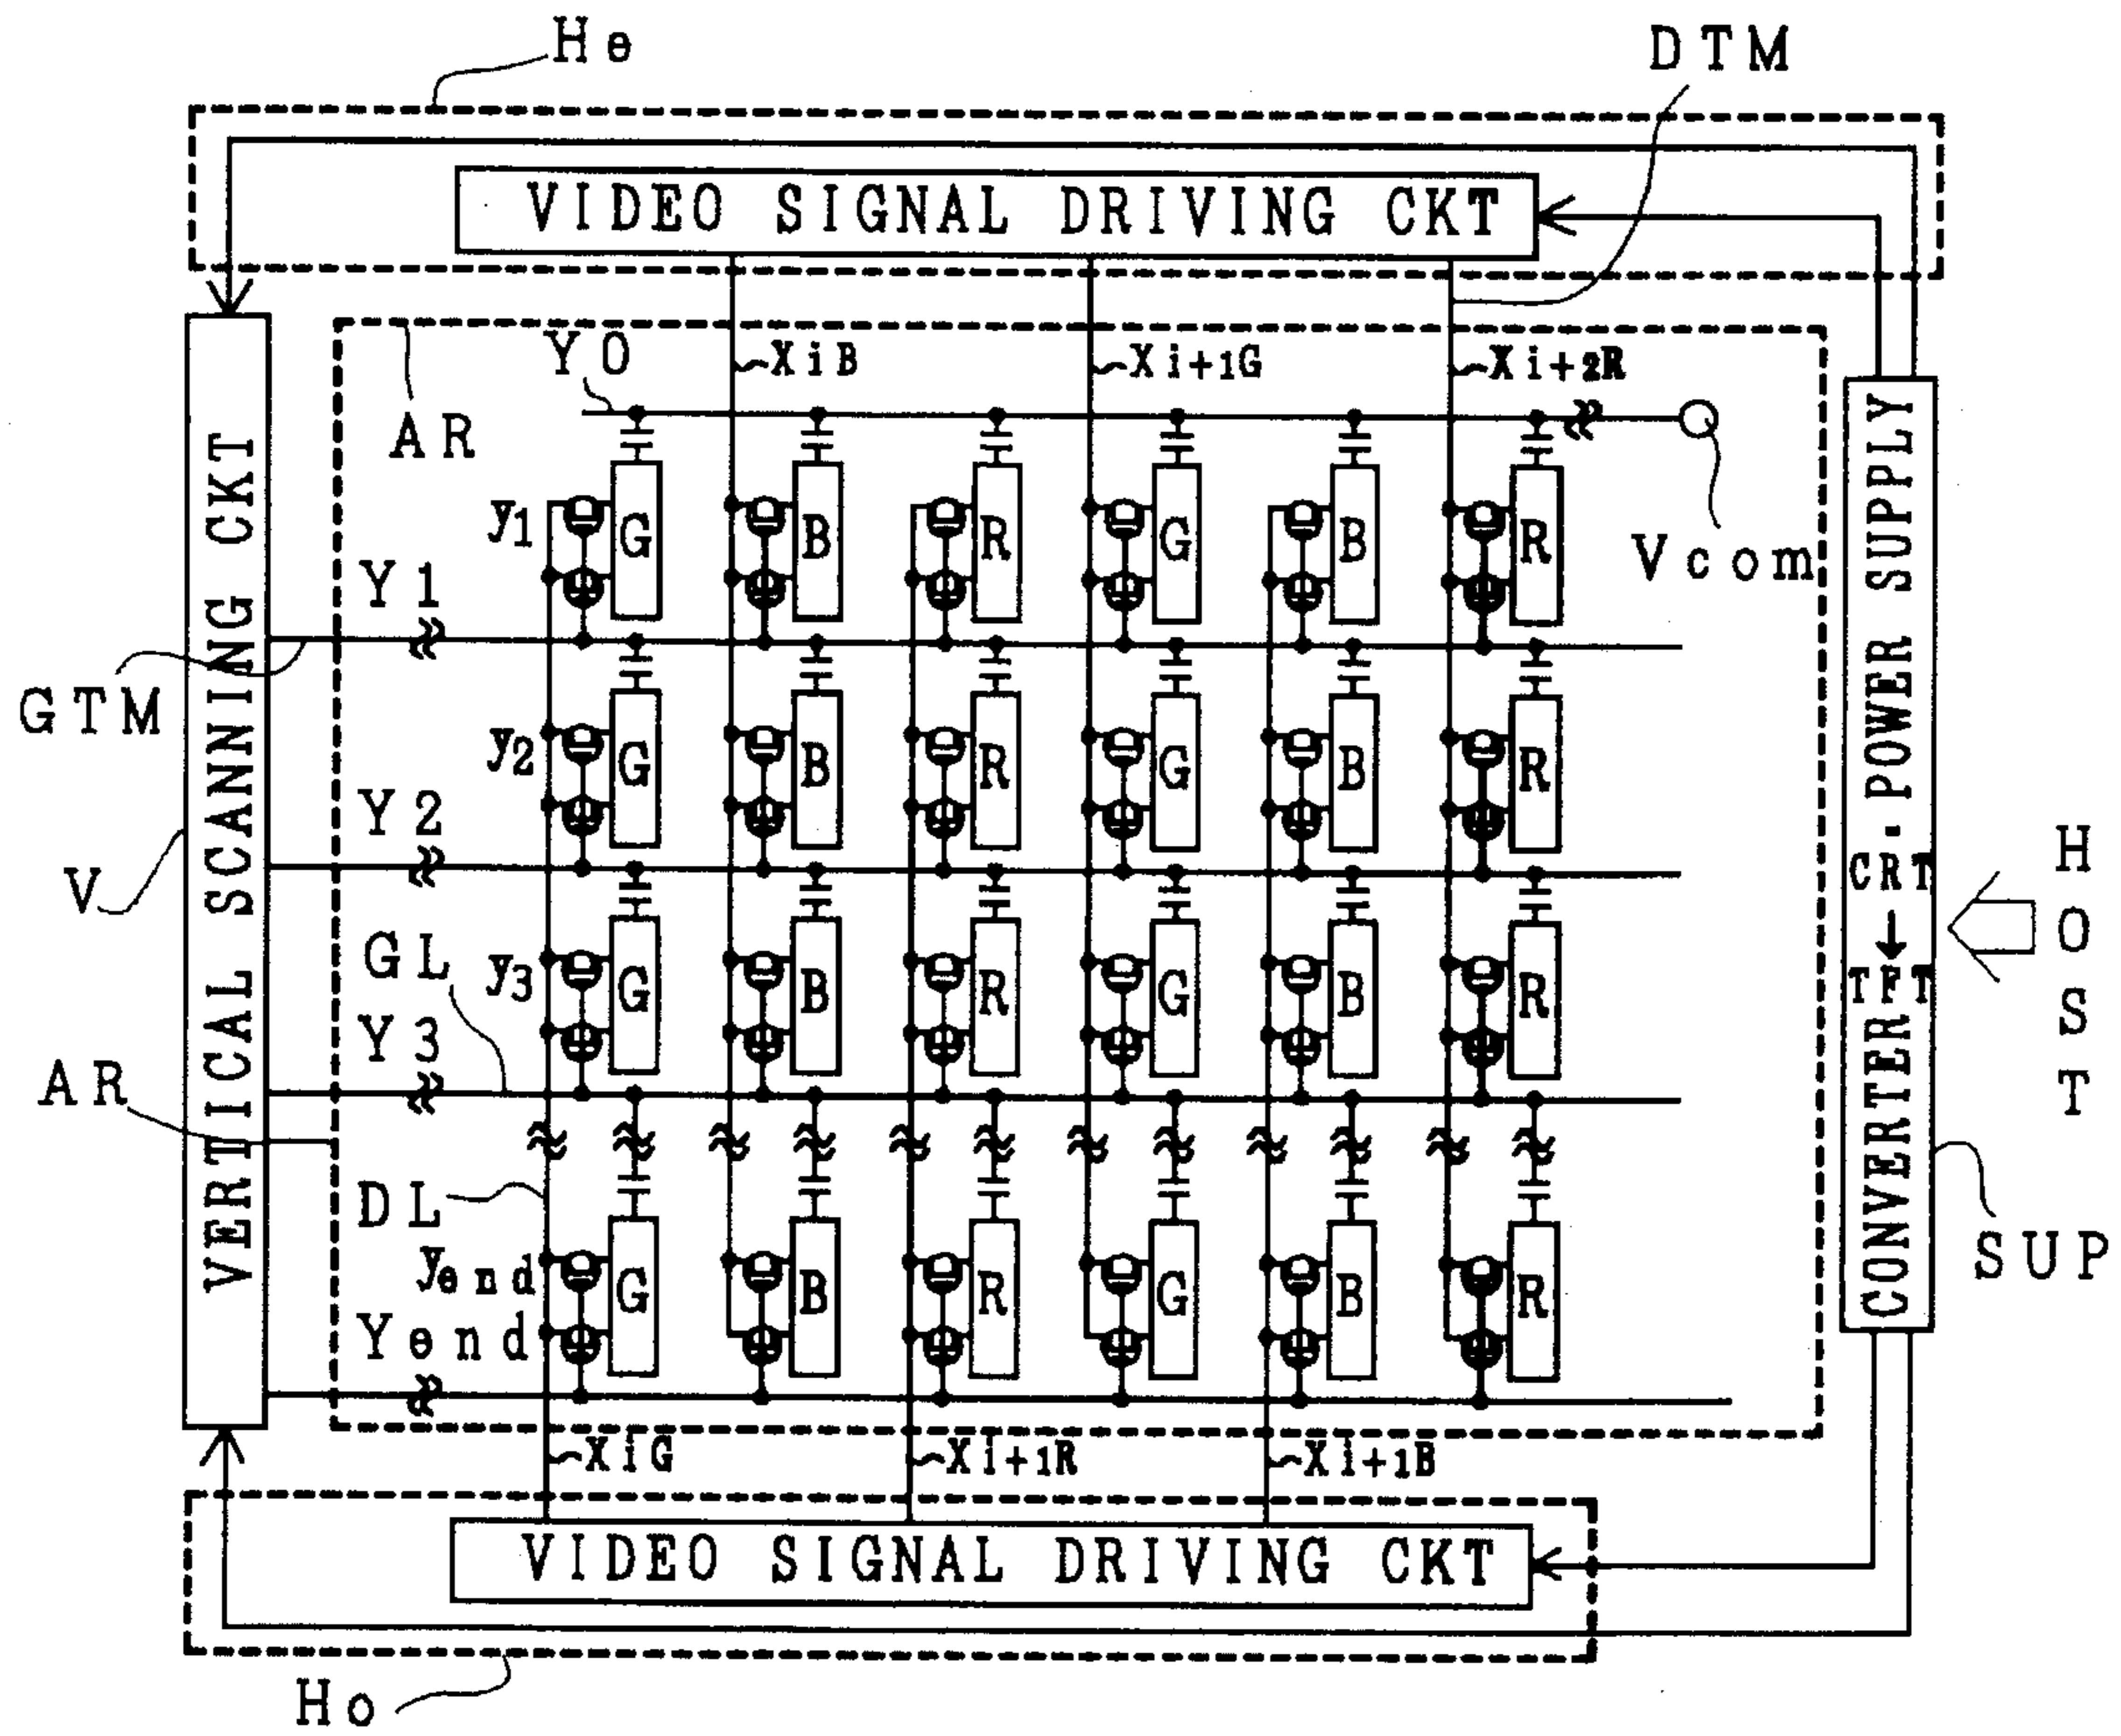 He
DTM
VIDEO SIGNAL DRIVING CKT
Y0
XiB
Xi+1G
Xi+2R
AR
Vcom
y1
G B R G B R
Y1
GTM
y2
G B R G B R
Y2
V
VERTICAL SCANNING CKT
GL
y3
G B R G B R
Y3
AR
DL
yend
G B R G B R
Yend
CONVERTER CRT ↓ TFT · POWER SUPPLY
HOST
SUP
XiG
Xi+1R
Xi+1B
VIDEO SIGNAL DRIVING CKT
Ho